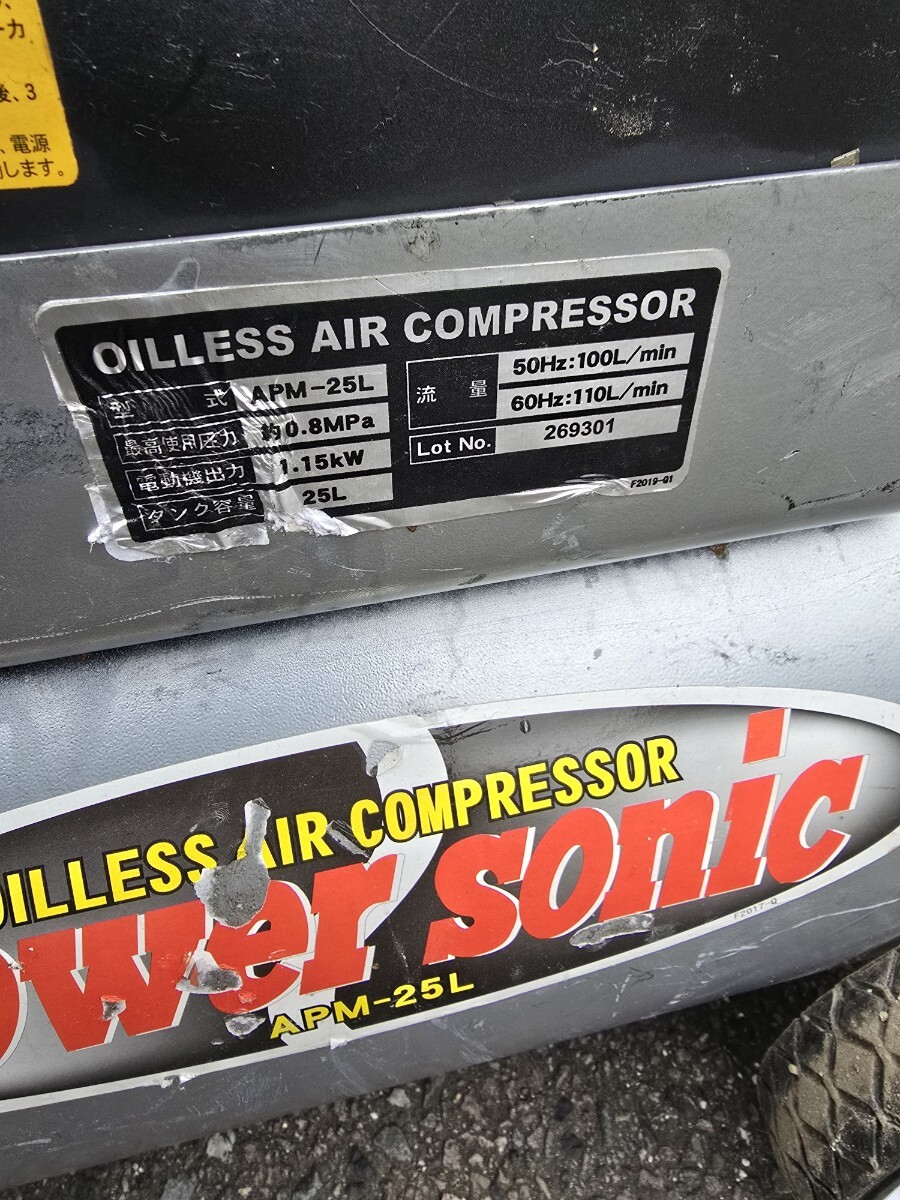 ーカ
後、3
、電源
します。
OILLESS AIR COMPRESSOR
型 式 APM-25L
最高使用圧力 約0.8MPa
電動機出力 1.15kW
タンク容量 25L
流 量 50Hz:100L/min
60Hz:110L/min
Lot No. 269301
F2019-Q1
OILLESS AIR COMPRESSOR
ower sonic
F2017-Q
APM-25L